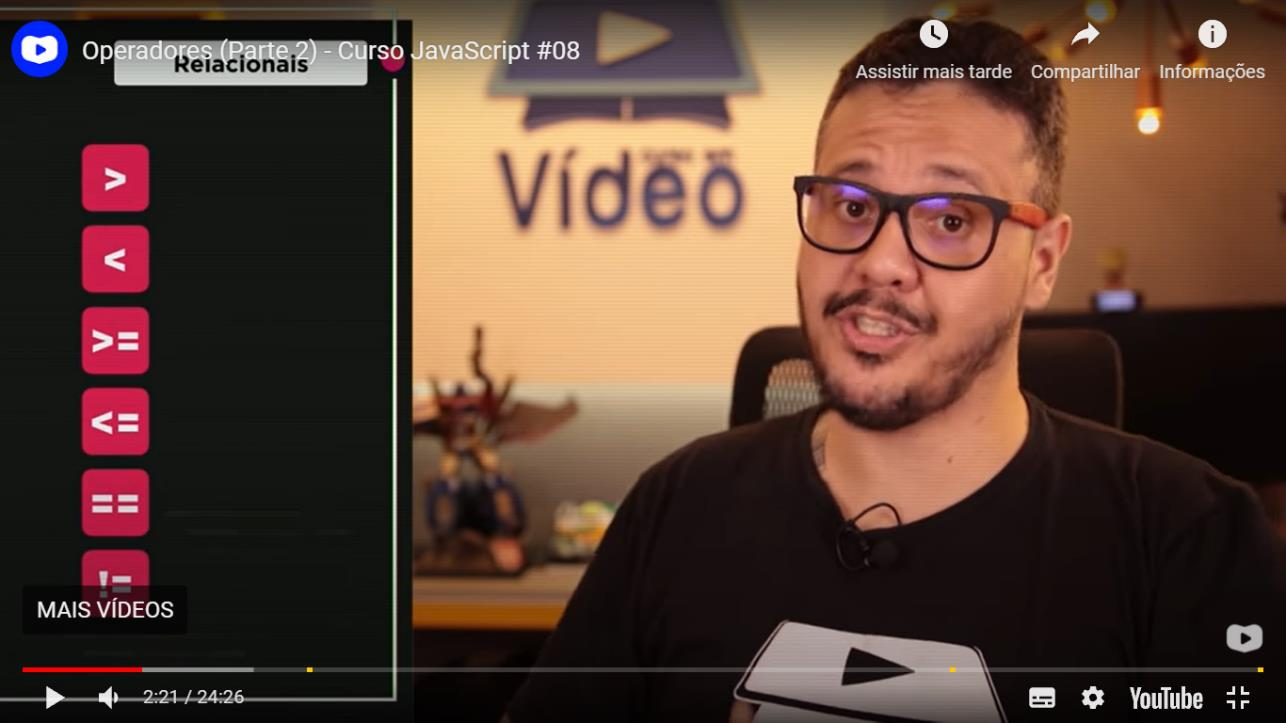 Operadores (Parte 2) - Curso JavaScript #08
Assistir mais tarde
Compartilhar
Informações
Relacionais
>
<
>=
<=
==
!=
Vídeo
MAIS VÍDEOS
2:21 / 24:26
YouTube